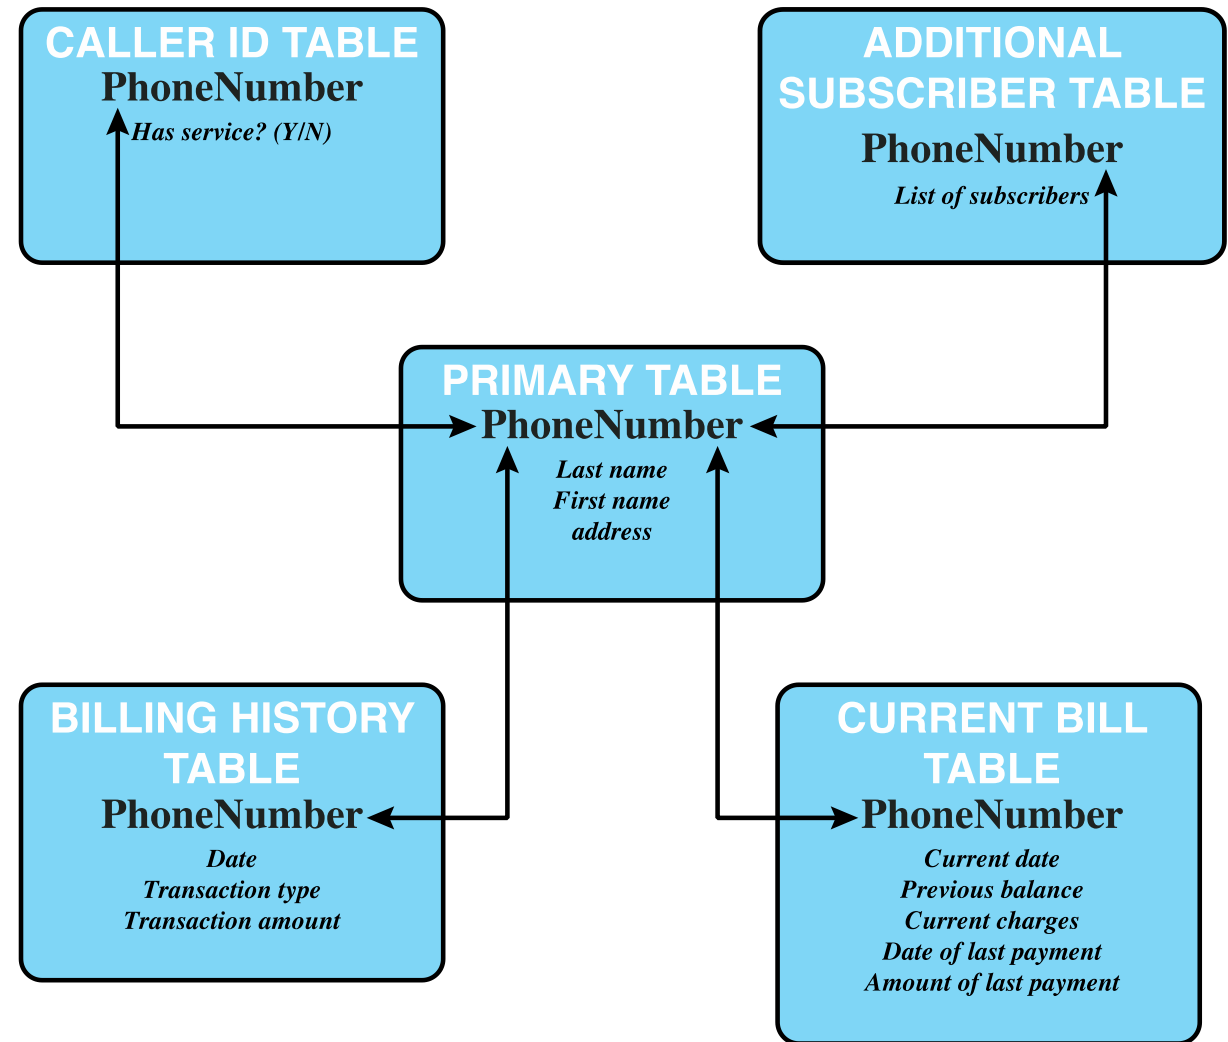 CALLER ID TABLE
PhoneNumber
Has service? (Y/N)
ADDITIONAL
SUBSCRIBER TABLE
PhoneNumber
List of subscribers
PRIMARY TABLE
PhoneNumber
Last name
First name
address
BILLING HISTORY
TABLE
PhoneNumber
Date
Transaction type
Transaction amount
CURRENT BILL
TABLE
PhoneNumber
Current date
Previous balance
Current charges
Date of last payment
Amount of last payment